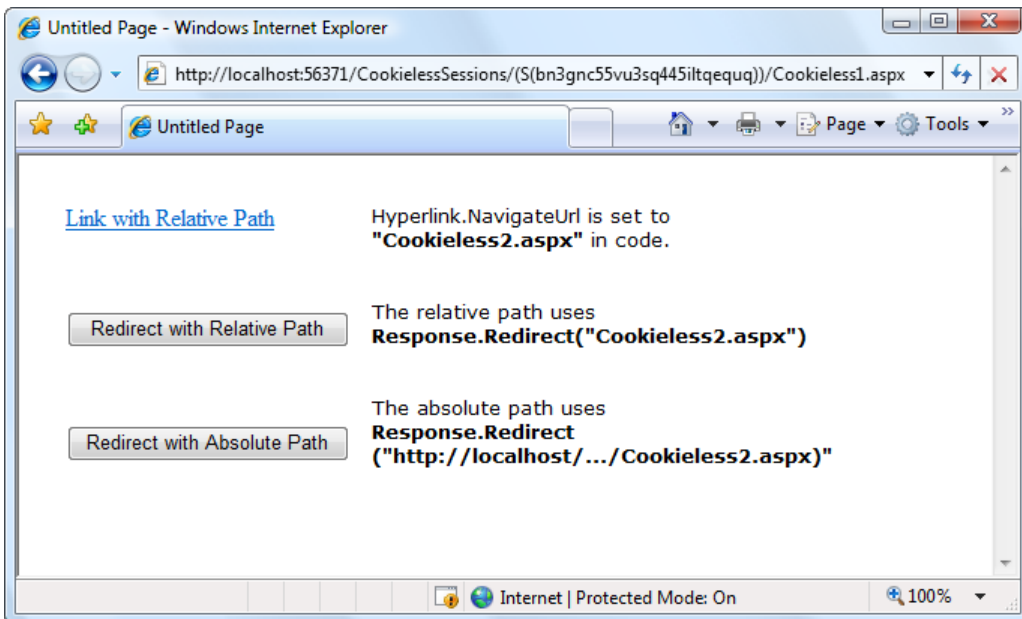 Untitled Page - Windows Internet Explorer
http://localhost:56371/CookielessSessions/(S(bn3gnc55vu3sq445iltqequq))/Cookieless1.aspx
Untitled Page
Page
Tools
Link with Relative Path
Hyperlink.NavigateUrl is set to
"Cookieless2.aspx" in code.
Redirect with Relative Path
The relative path uses
Response.Redirect("Cookieless2.aspx")
Redirect with Absolute Path
The absolute path uses
Response.Redirect
("http://localhost/.../Cookieless2.aspx)"
Internet | Protected Mode: On
100%